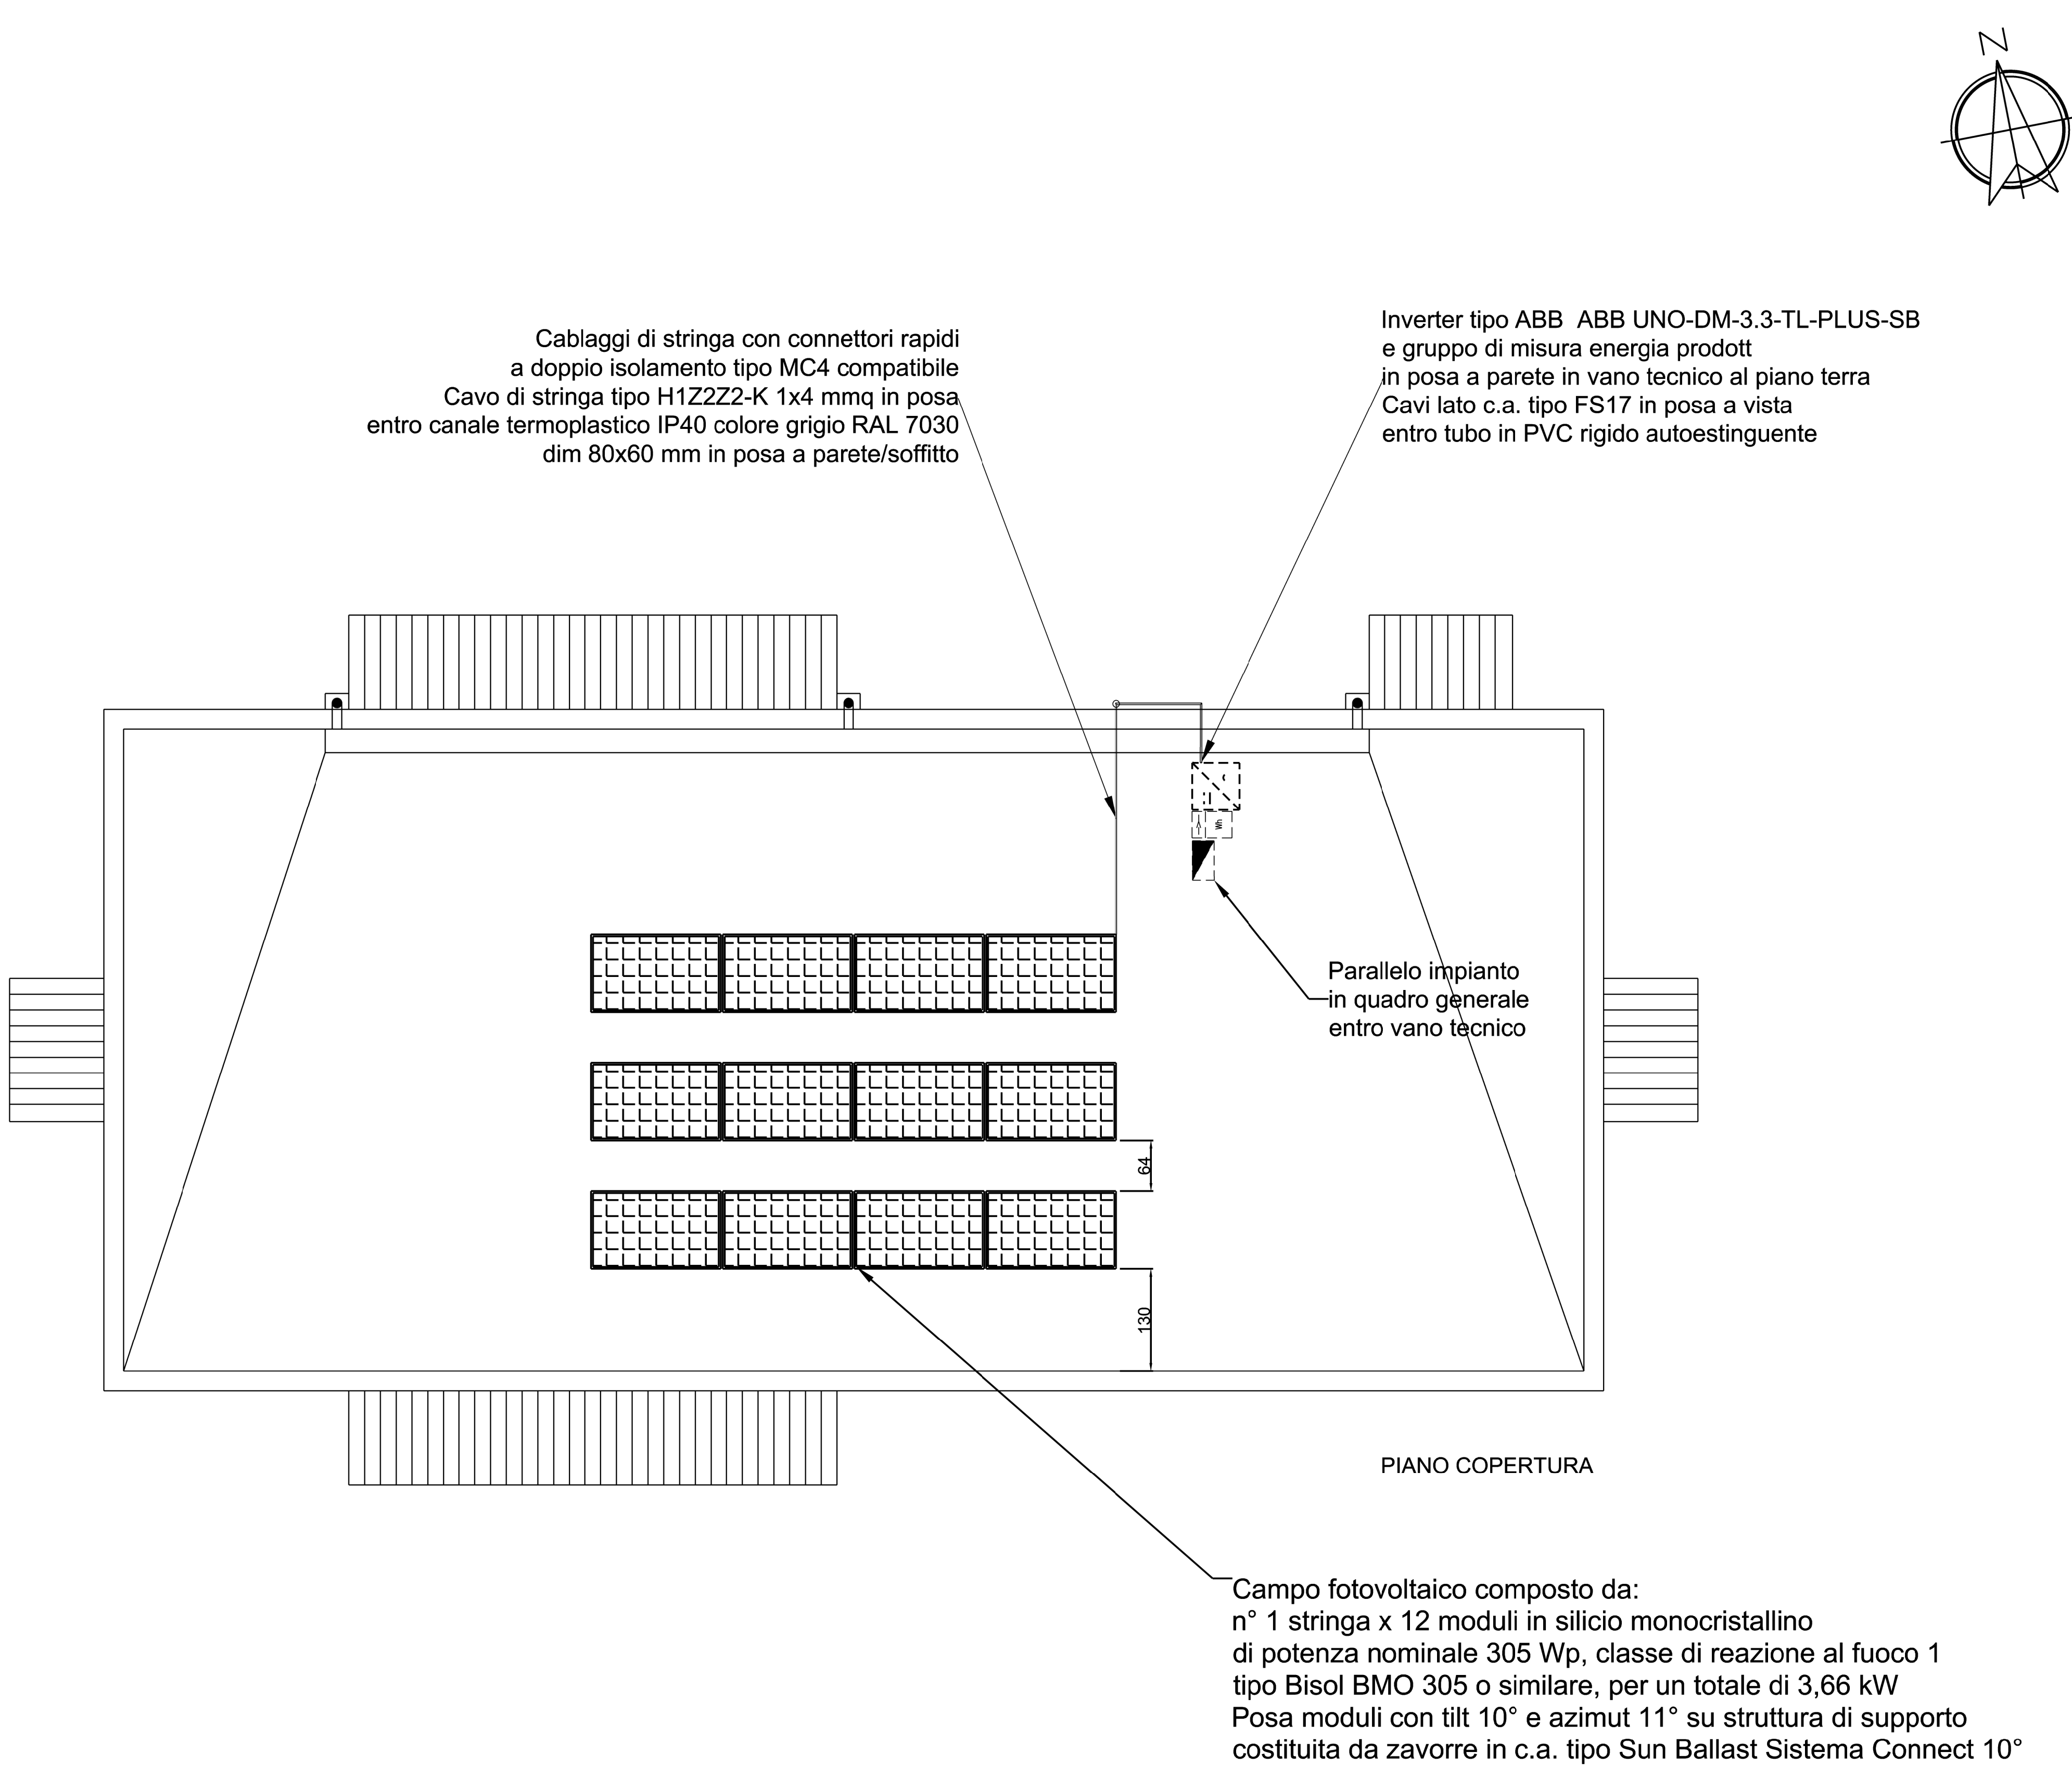 N
Cablaggi di stringa con connettori rapidi
a doppio isolamento tipo MC4 compatibile
Cavo di stringa tipo H1Z2Z2-K 1x4 mmq in posa
entro canale termoplastico IP40 colore grigio RAL 7030
dim 80x60 mm in posa a parete/soffitto
Inverter tipo ABB  ABB UNO-DM-3.3-TL-PLUS-SB
e gruppo di misura energia prodott
in posa a parete in vano tecnico al piano terra
Cavi lato c.a. tipo FS17 in posa a vista
entro tubo in PVC rigido autoestinguente
Wh
Parallelo impianto
in quadro generale
entro vano tecnico
64
130
PIANO COPERTURA
Campo fotovoltaico composto da:
n° 1 stringa x 12 moduli in silicio monocristallino
di potenza nominale 305 Wp, classe di reazione al fuoco 1
tipo Bisol BMO 305 o similare, per un totale di 3,66 kW
Posa moduli con tilt 10° e azimut 11° su struttura di supporto
costituita da zavorre in c.a. tipo Sun Ballast Sistema Connect 10°